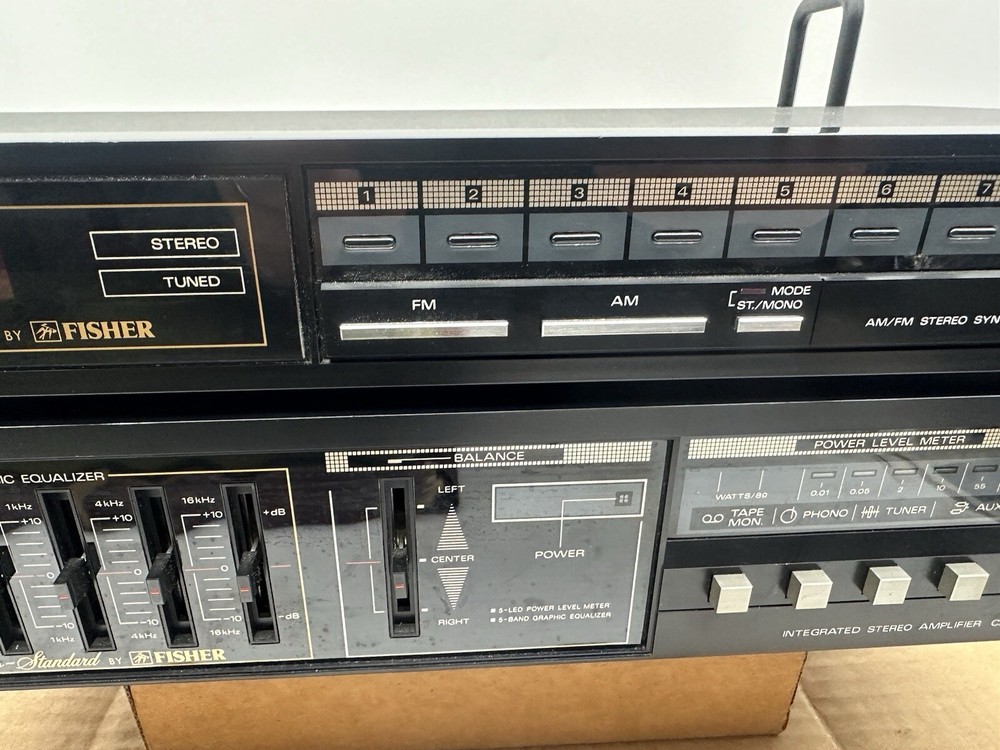 1 2 3 4 5 6 7
STEREO
TUNED
BY FISHER
FM AM MODE
ST./MONO
AM/FM STEREO SYN
IC EQUALIZER
1kHz 4kHz 16kHz
+10 +10 +10 +dB
0 0 0
-10 -10 -10 -dB
1kHz 4kHz 16kHz
Standard BY FISHER
BALANCE
LEFT
CENTER
RIGHT
POWER
5-LED POWER LEVEL METER
5-BAND GRAPHIC EQUALIZER
POWER LEVEL METER
WATTS/8Ω 0.01 0.05 2 10 55
TAPE MON. PHONO TUNER AUX
INTEGRATED STEREO AMPLIFIER C